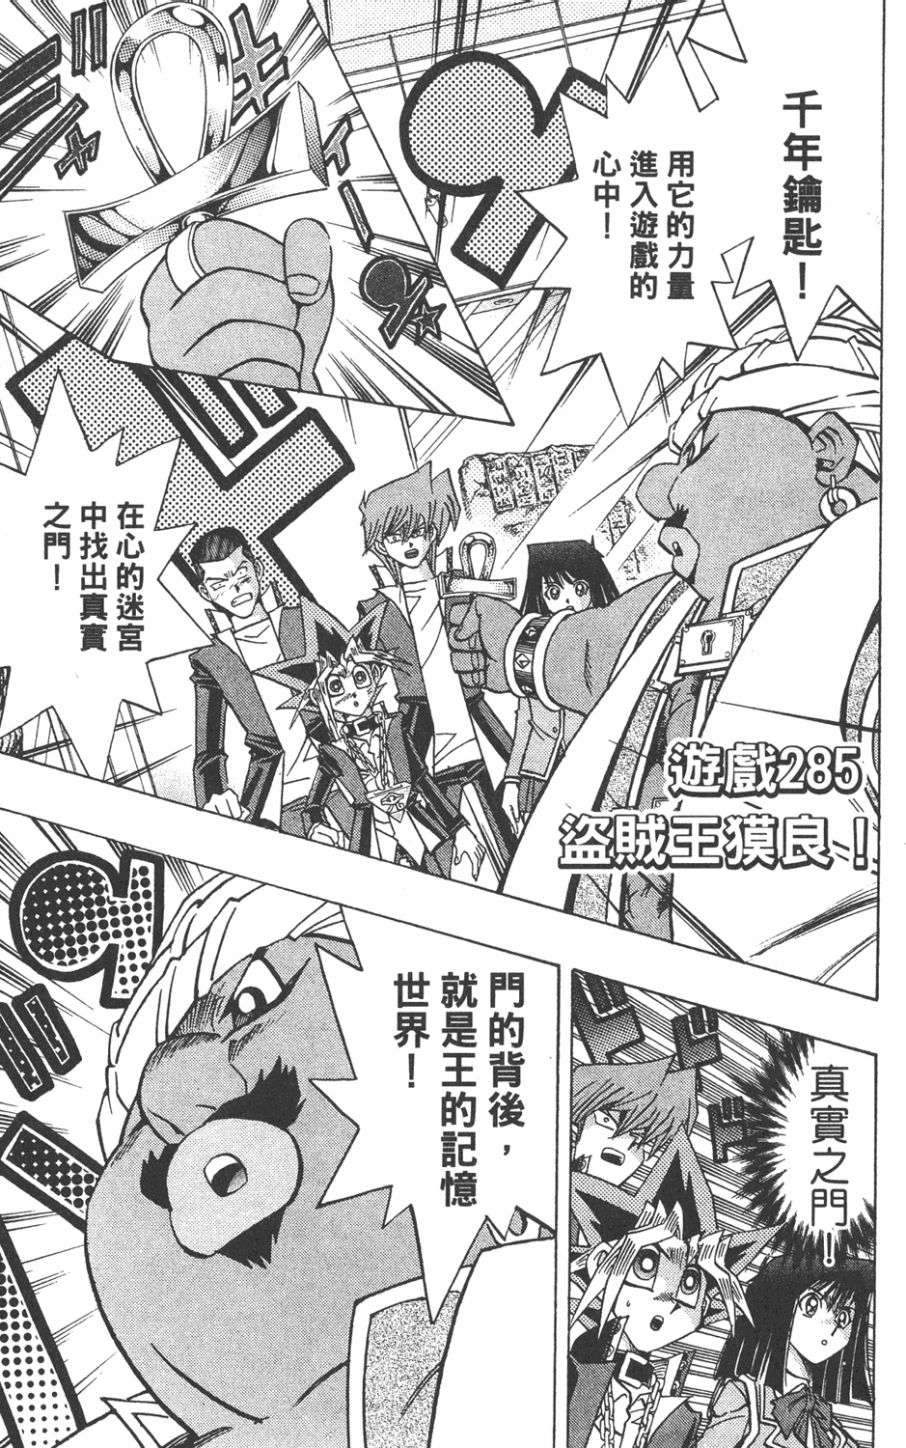 千年鑰匙！
用它的力量
進入遊戲的
心中！
在心的迷宮
中找出真實
之門！
遊戲285
盜賊王獏良！
真實之門！
門的背後，
就是王的記憶
世界！